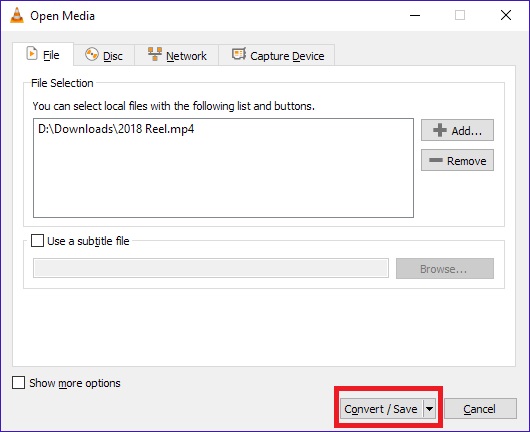 Open Media
File Disc Network Capture Device
File Selection
You can select local files with the following list and buttons.
D:\Downloads\2018 Reel.mp4
Add...
Remove
Use a subtitle file
Browse...
Show more options
Convert / Save Cancel